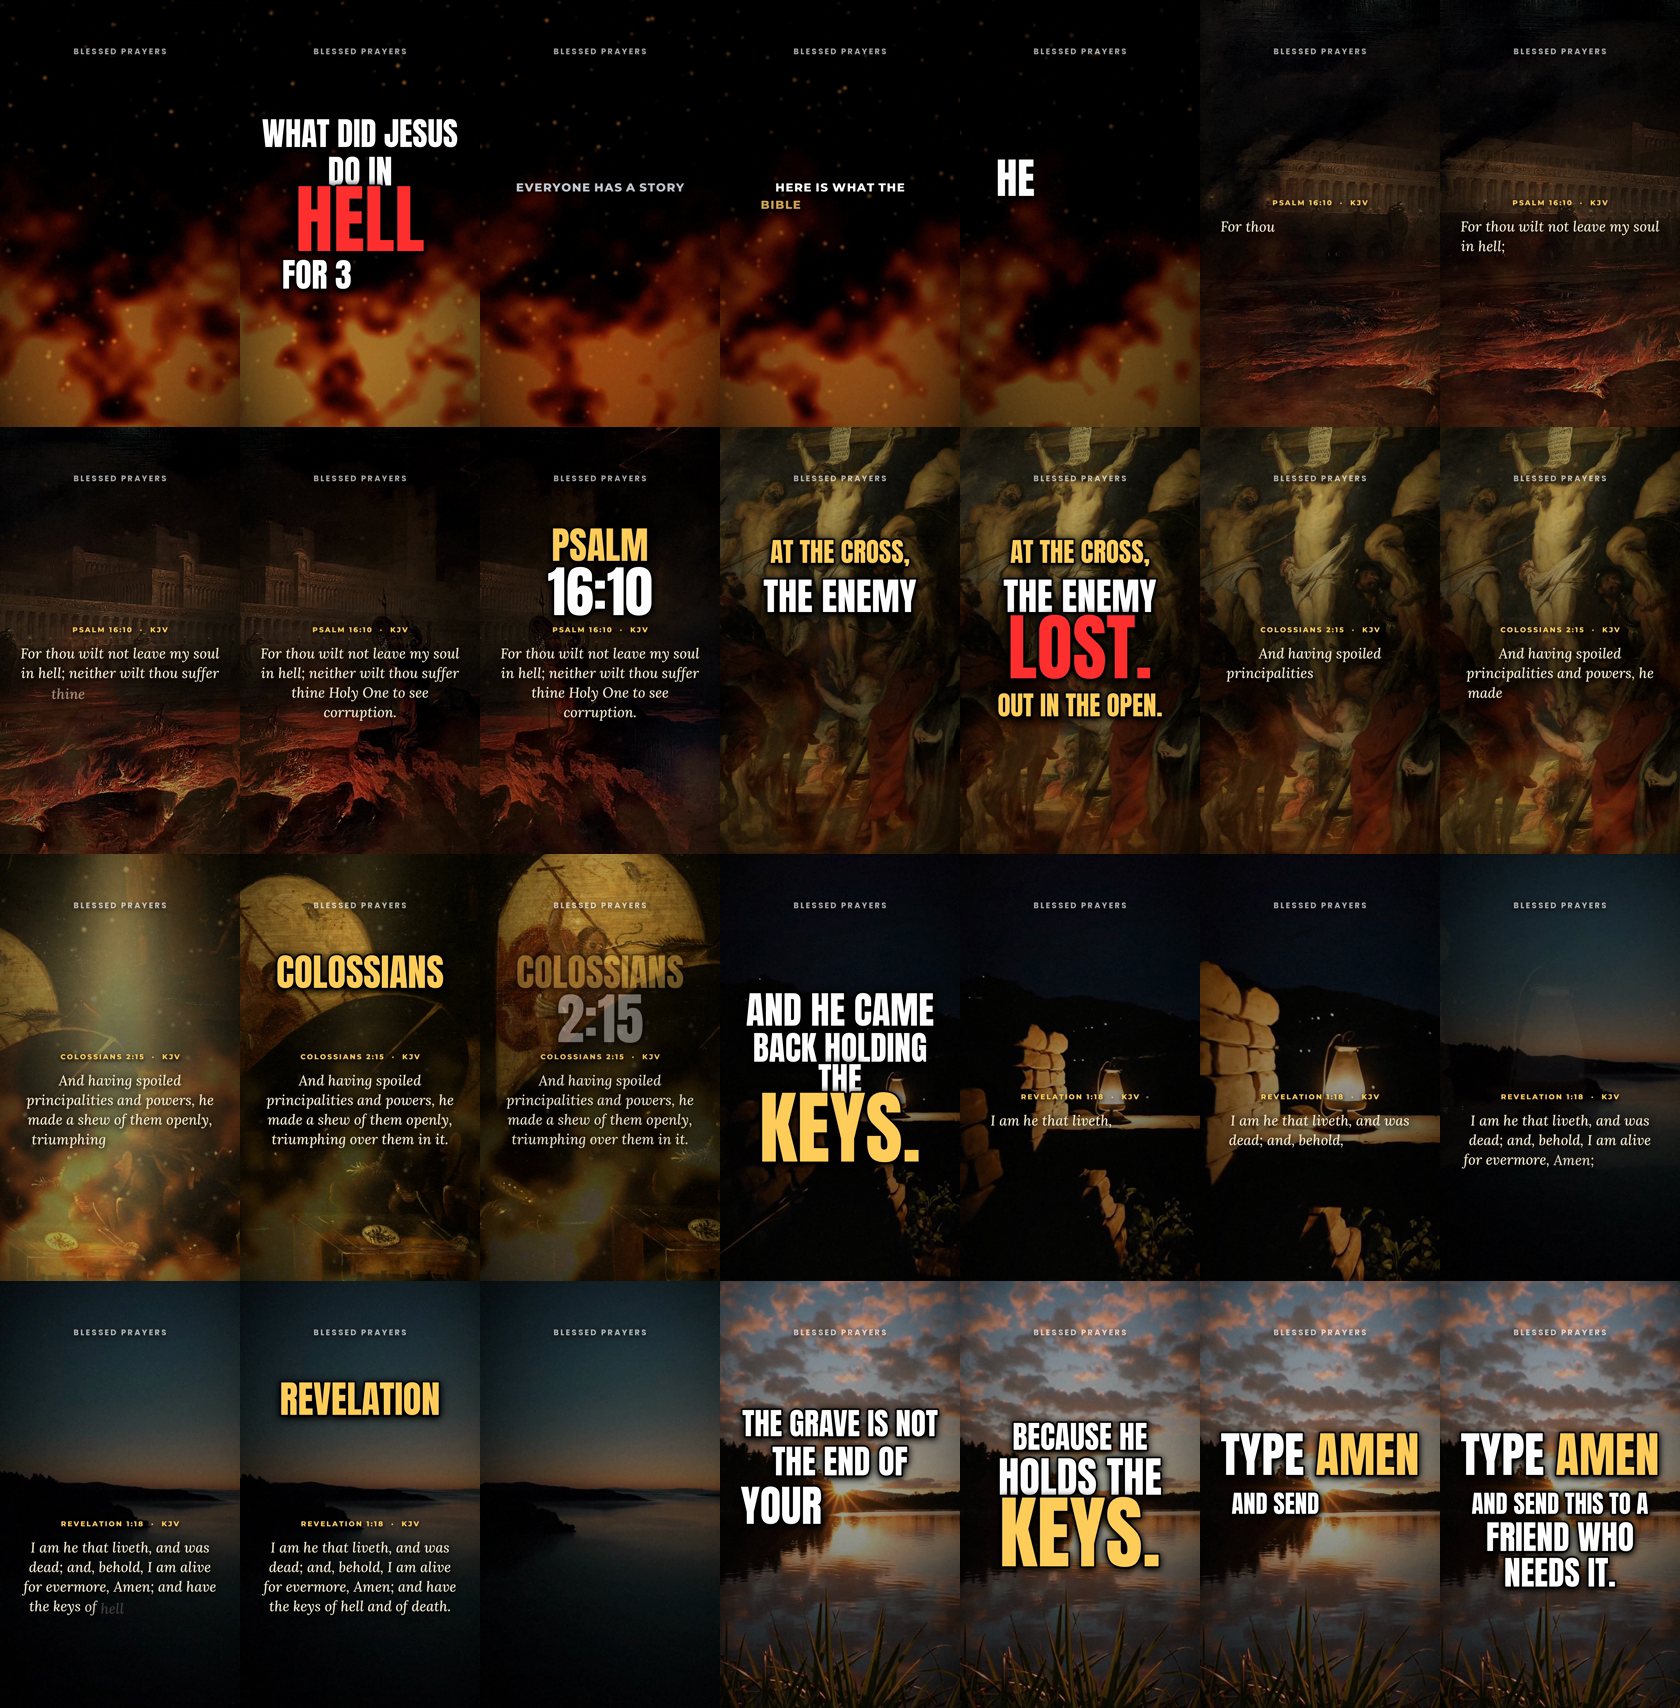 BLESSED PRAYERS
BLESSED PRAYERS
WHAT DID JESUS
DO IN
HELL
FOR 3
BLESSED PRAYERS
EVERYONE HAS A STORY
BLESSED PRAYERS
HERE IS WHAT THE
BIBLE
BLESSED PRAYERS
HE
BLESSED PRAYERS
PSALM 16:10 · KJV
For thou
BLESSED PRAYERS
PSALM 16:10 · KJV
For thou wilt not leave my soul
in hell;
BLESSED PRAYERS
PSALM 16:10 · KJV
For thou wilt not leave my soul
in hell; neither wilt thou suffer
thine
BLESSED PRAYERS
PSALM 16:10 · KJV
For thou wilt not leave my soul
in hell; neither wilt thou suffer
thine Holy One to see
corruption.
BLESSED PRAYERS
PSALM
16:10
PSALM 16:10 · KJV
For thou wilt not leave my soul
in hell; neither wilt thou suffer
thine Holy One to see
corruption.
BLESSED PRAYERS
AT THE CROSS,
THE ENEMY
BLESSED PRAYERS
AT THE CROSS,
THE ENEMY
LOST.
OUT IN THE OPEN.
BLESSED PRAYERS
COLOSSIANS 2:15 · KJV
And having spoiled
principalities
BLESSED PRAYERS
COLOSSIANS 2:15 · KJV
And having spoiled
principalities and powers, he
made
BLESSED PRAYERS
COLOSSIANS 2:15 · KJV
And having spoiled
principalities and powers, he
made a shew of them openly,
triumphing
BLESSED PRAYERS
COLOSSIANS
COLOSSIANS 2:15 · KJV
And having spoiled
principalities and powers, he
made a shew of them openly,
triumphing over them in it.
BLESSED PRAYERS
COLOSSIANS
2:15
COLOSSIANS 2:15 · KJV
And having spoiled
principalities and powers, he
made a shew of them openly,
triumphing over them in it.
BLESSED PRAYERS
AND HE CAME
BACK HOLDING
THE
KEYS.
BLESSED PRAYERS
REVELATION 1:18 · KJV
I am he that liveth,
BLESSED PRAYERS
REVELATION 1:18 · KJV
I am he that liveth, and was
dead; and, behold,
BLESSED PRAYERS
REVELATION 1:18 · KJV
I am he that liveth, and was
dead; and, behold, I am alive
for evermore, Amen;
BLESSED PRAYERS
REVELATION 1:18 · KJV
I am he that liveth, and was
dead; and, behold, I am alive
for evermore, Amen; and have
the keys of hell
BLESSED PRAYERS
REVELATION
REVELATION 1:18 · KJV
I am he that liveth, and was
dead; and, behold, I am alive
for evermore, Amen; and have
the keys of hell and of death.
BLESSED PRAYERS
BLESSED PRAYERS
THE GRAVE IS NOT
THE END OF
YOUR
BLESSED PRAYERS
BECAUSE HE
HOLDS THE
KEYS.
BLESSED PRAYERS
TYPE AMEN
AND SEND
BLESSED PRAYERS
TYPE AMEN
AND SEND THIS TO A
FRIEND WHO
NEEDS IT.